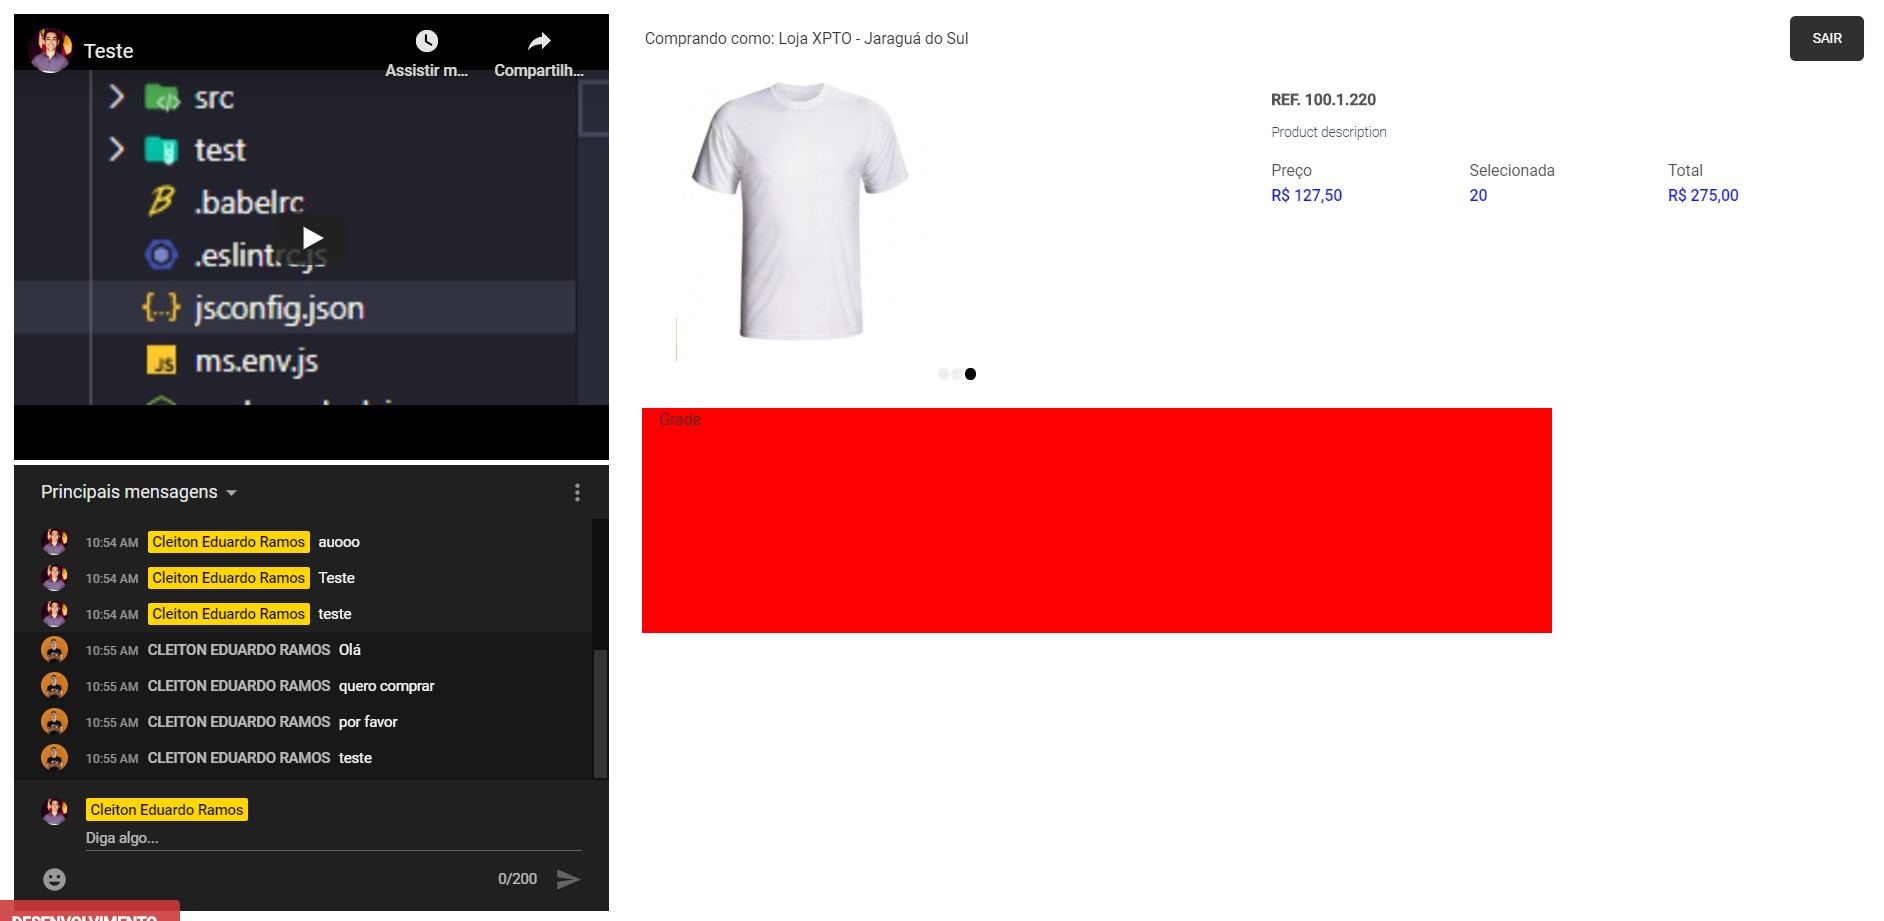 Teste
Assistir m...
Compartilh...
src
test
.babelrc
.eslintrc.js
jsconfig.json
ms.env.js
Principais mensagens
10:54 AM Cleiton Eduardo Ramos auooo
10:54 AM Cleiton Eduardo Ramos Teste
10:54 AM Cleiton Eduardo Ramos teste
10:55 AM CLEITON EDUARDO RAMOS Olá
10:55 AM CLEITON EDUARDO RAMOS quero comprar
10:55 AM CLEITON EDUARDO RAMOS por favor
10:55 AM CLEITON EDUARDO RAMOS teste
Cleiton Eduardo Ramos
Diga algo...
0/200
DESENVOLVIMENTO
Comprando como: Loja XPTO - Jaraguá do Sul
SAIR
REF. 100.1.220
Product description
Preço Selecionada Total
R$ 127,50 20 R$ 275,00
Grade